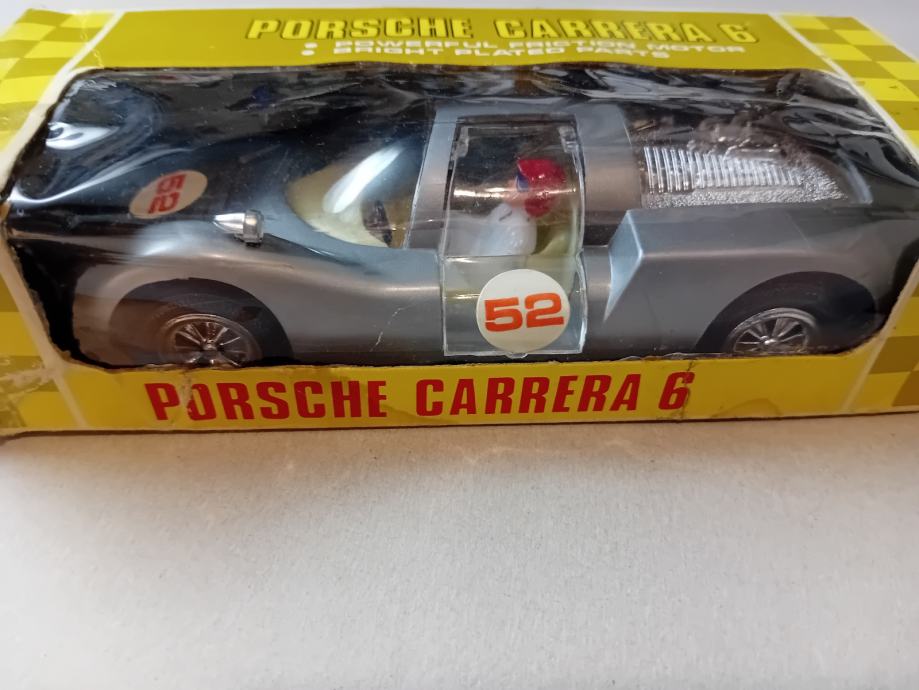 PORSCHE CARRERA 6
• POWERFUL FRICTION MOTOR
• BRIGHT PLATED PARTS
52
52
PORSCHE CARRERA 6